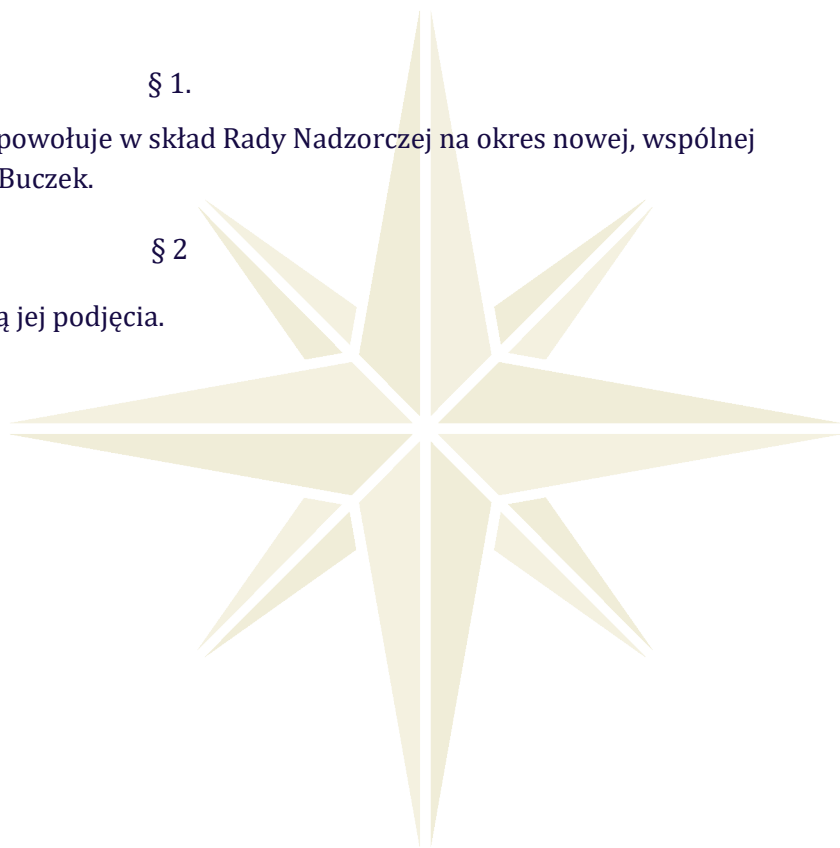 § 1.
powołuje w skład Rady Nadzorczej na okres nowej, wspólnej
Buczek.
§ 2
ą jej podjęcia.